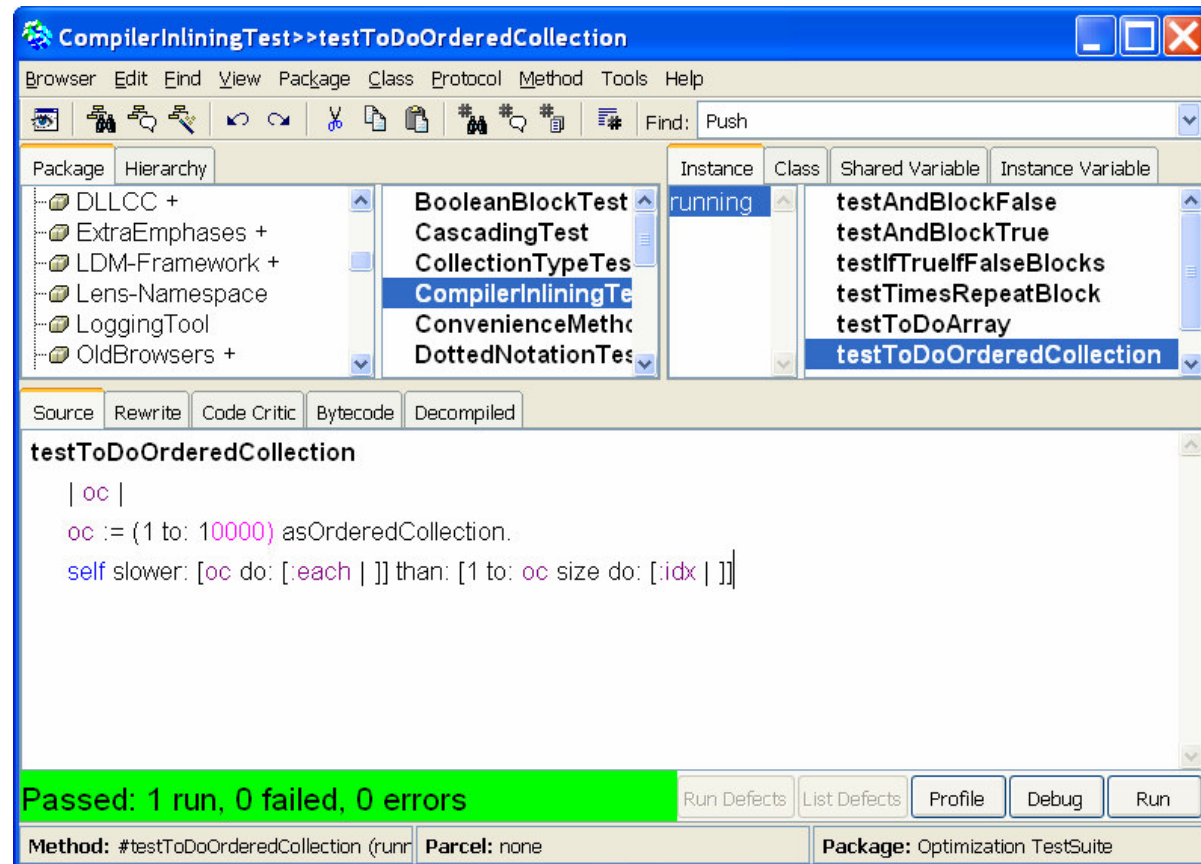 CompilerInliningTest>>testToDoOrderedCollection
Browser Edit Find View Package Class Protocol Method Tools Help
Find: Push
Package Hierarchy
Instance Class Shared Variable Instance Variable
DLLCC +
ExtraEmphases +
LDM-Framework +
Lens-Namespace
LoggingTool
OldBrowsers +
BooleanBlockTest
CascadingTest
CollectionTypeTes
CompilerInliningTe
ConvenienceMetho
DottedNotationTes
running
testAndBlockFalse
testAndBlockTrue
testIfTrueIfFalseBlocks
testTimesRepeatBlock
testToDoArray
testToDoOrderedCollection
Source Rewrite Code Critic Bytecode Decompiled
testToDoOrderedCollection
| oc |
oc := (1 to: 10000) asOrderedCollection.
self slower: [oc do: [:each | ]] than: [1 to: oc size do: [:idx | ]]
Passed: 1 run, 0 failed, 0 errors
Run Defects List Defects Profile Debug Run
Method: #testToDoOrderedCollection (runr Parcel: none Package: Optimization TestSuite